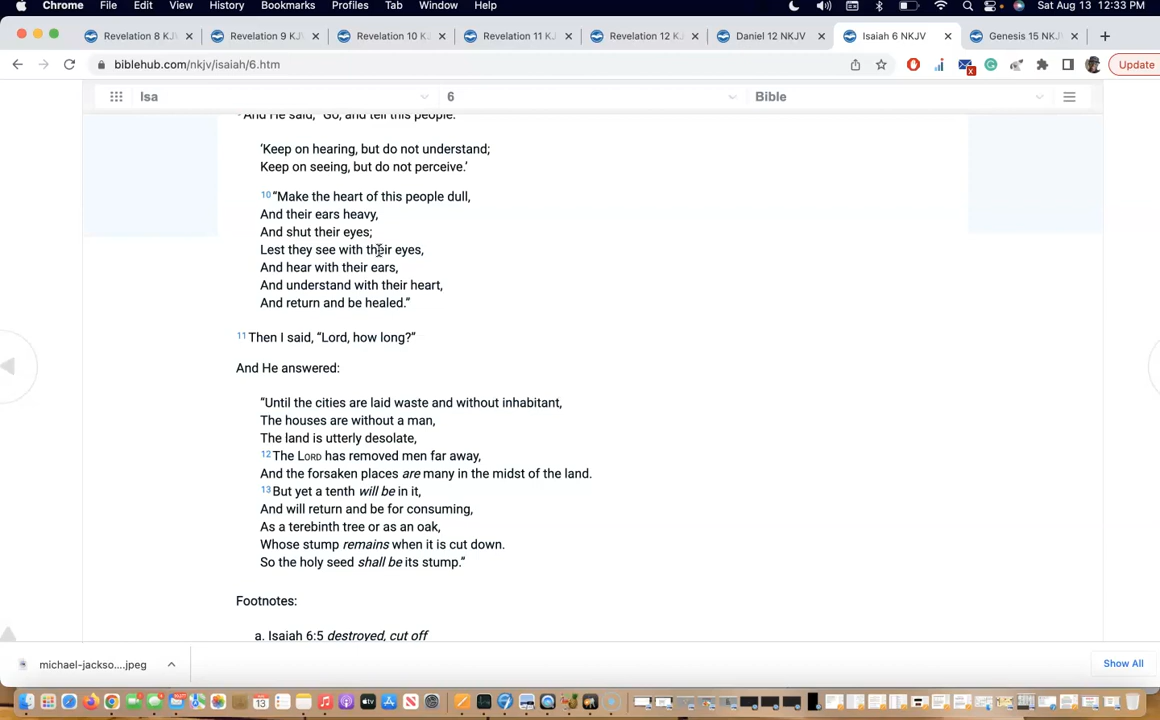 Chrome File Edit View History Bookmarks Profiles Tab Window Help Sat Aug 13 12:33 PM
Revelation 8 KJV Revelation 9 KJV Revelation 10 KJ Revelation 11 KJ Revelation 12 KJ Daniel 12 NKJV Isaiah 6 NKJV Genesis 15 NKJV
biblehub.com/nkjv/isaiah/6.htm Update
Isa 6 Bible
And He said, "Go, and tell this people:
'Keep on hearing, but do not understand;
Keep on seeing, but do not perceive.'
10 "Make the heart of this people dull,
And their ears heavy,
And shut their eyes;
Lest they see with their eyes,
And hear with their ears,
And understand with their heart,
And return and be healed."
11 Then I said, "Lord, how long?"
And He answered:
"Until the cities are laid waste and without inhabitant,
The houses are without a man,
The land is utterly desolate,
12 The LORD has removed men far away,
And the forsaken places are many in the midst of the land.
13 But yet a tenth will be in it,
And will return and be for consuming,
As a terebinth tree or as an oak,
Whose stump remains when it is cut down.
So the holy seed shall be its stump."
Footnotes:
a. Isaiah 6:5 destroyed, cut off
michael-jackso....jpeg Show All